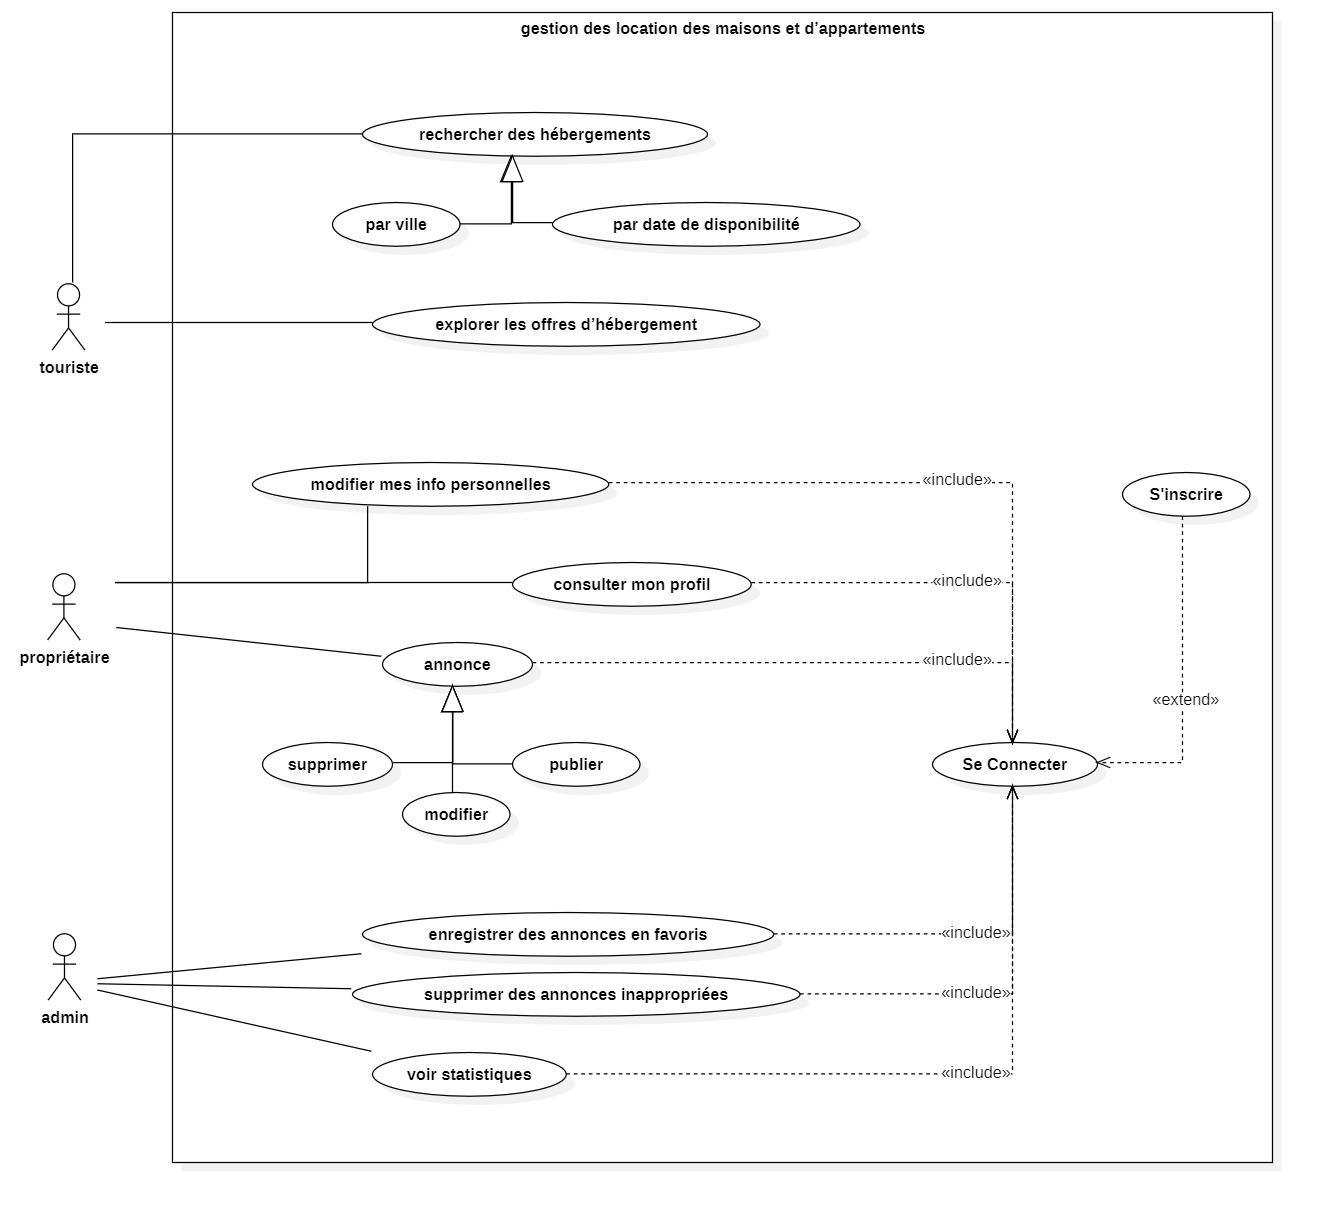 gestion des location des maisons et d’appartements
rechercher des hébergements
par ville
par date de disponibilité
explorer les offres d’hébergement
touriste
modifier mes info personnelles
«include»
S'inscrire
consulter mon profil
«include»
propriétaire
annonce
«include»
«extend»
supprimer
publier
Se Connecter
modifier
enregistrer des annonces en favoris
«include»
supprimer des annonces inappropriées
«include»
admin
voir statistiques
«include»